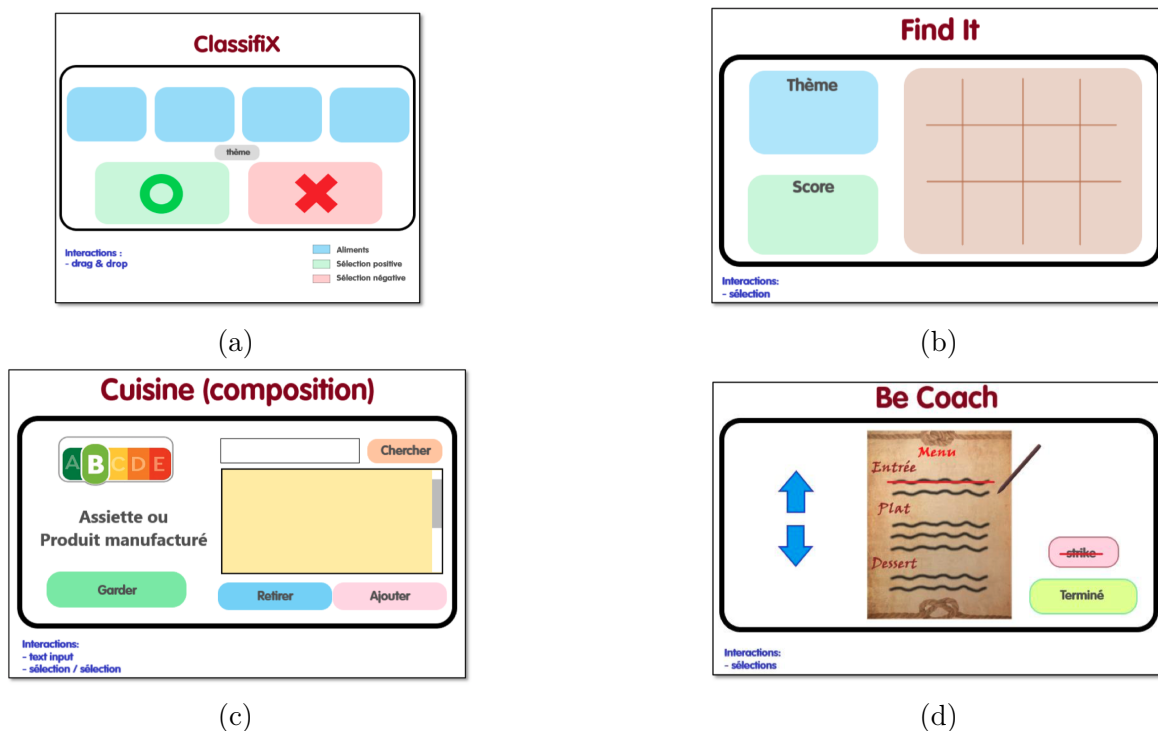 ClassifiX
thème
Interactions :
- drag & drop
Aliments
Sélection positive
Sélection négative
(a)
Find It
Thème
Score
Interactions:
- sélection
(b)
Cuisine (composition)
A B C D E
Chercher
Assiette ou
Produit manufacturé
Garder
Retirer
Ajouter
Interactions:
- text input
- sélection / sélection
(c)
Be Coach
Menu
Entrée
Plat
Dessert
strike
Terminé
Interactions:
- sélections
(d)